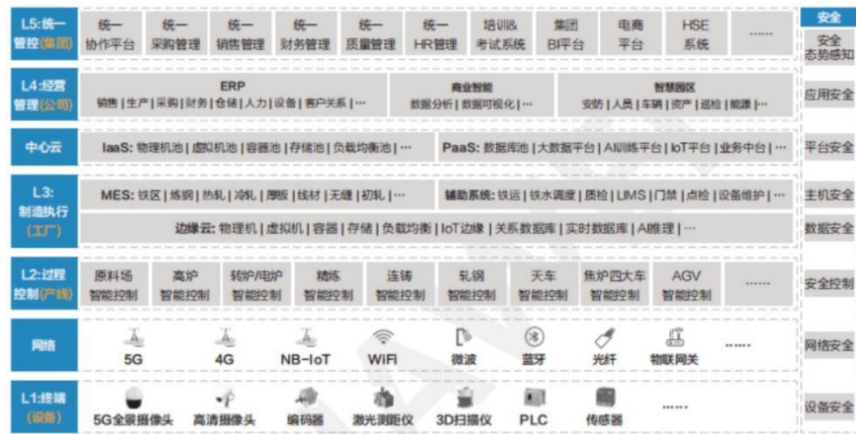 L5:统一
管控(集团)
统一
协作平台
统一
采购管理
统一
销售管理
统一
财务管理
统一
质量管理
统一
HR管理
培训&
考试系统
集团
BI平台
电商
平台
HSE
系统
......
安全
安全
态势感知
L4:经营
管理(公司)
ERP
销售 | 生产 | 采购 | 财务 | 仓储 | 人力 | 设备 | 客户关系 | ...
商业智能
数据分析 | 数据可视化 | ...
智慧园区
安防 | 人员 | 车辆 | 资产 | 巡检 | 能源 | ...
应用安全
中心云
IaaS: 物理机池 | 虚拟机池 | 容器池 | 存储池 | 负载均衡池 | ...
PaaS: 数据库池 | 大数据平台 | AI训练平台 | IoT平台 | 业务中台 | ...
平台安全
L3:
制造执行
(工厂)
MES: 铁区 | 炼钢 | 热轧 | 冷轧 | 厚板 | 线材 | 无缝 | 初轧 | ...
辅助系统: 铁运 | 铁水调度 | 质检 | LIMS | 门禁 | 点检 | 设备维护 | ...
主机安全
边缘云: 物理机 | 虚拟机 | 容器 | 存储 | 负载均衡 | IoT边缘 | 关系数据库 | 实时数据库 | AI推理 | ...
数据安全
L2:过程
控制(产线)
原料场
智能控制
高炉
智能控制
转炉/电炉
智能控制
精炼
智能控制
连铸
智能控制
轧钢
智能控制
天车
智能控制
焦炉四大车
智能控制
AGV
智能控制
......
安全控制
网络
5G
4G
NB-IoT
WiFi
微波
蓝牙
光纤
物联网关
......
网络安全
L1:终端
(设备)
5G全景摄像头
高清摄像头
编码器
激光测距仪
3D扫描仪
PLC
传感器
......
设备安全